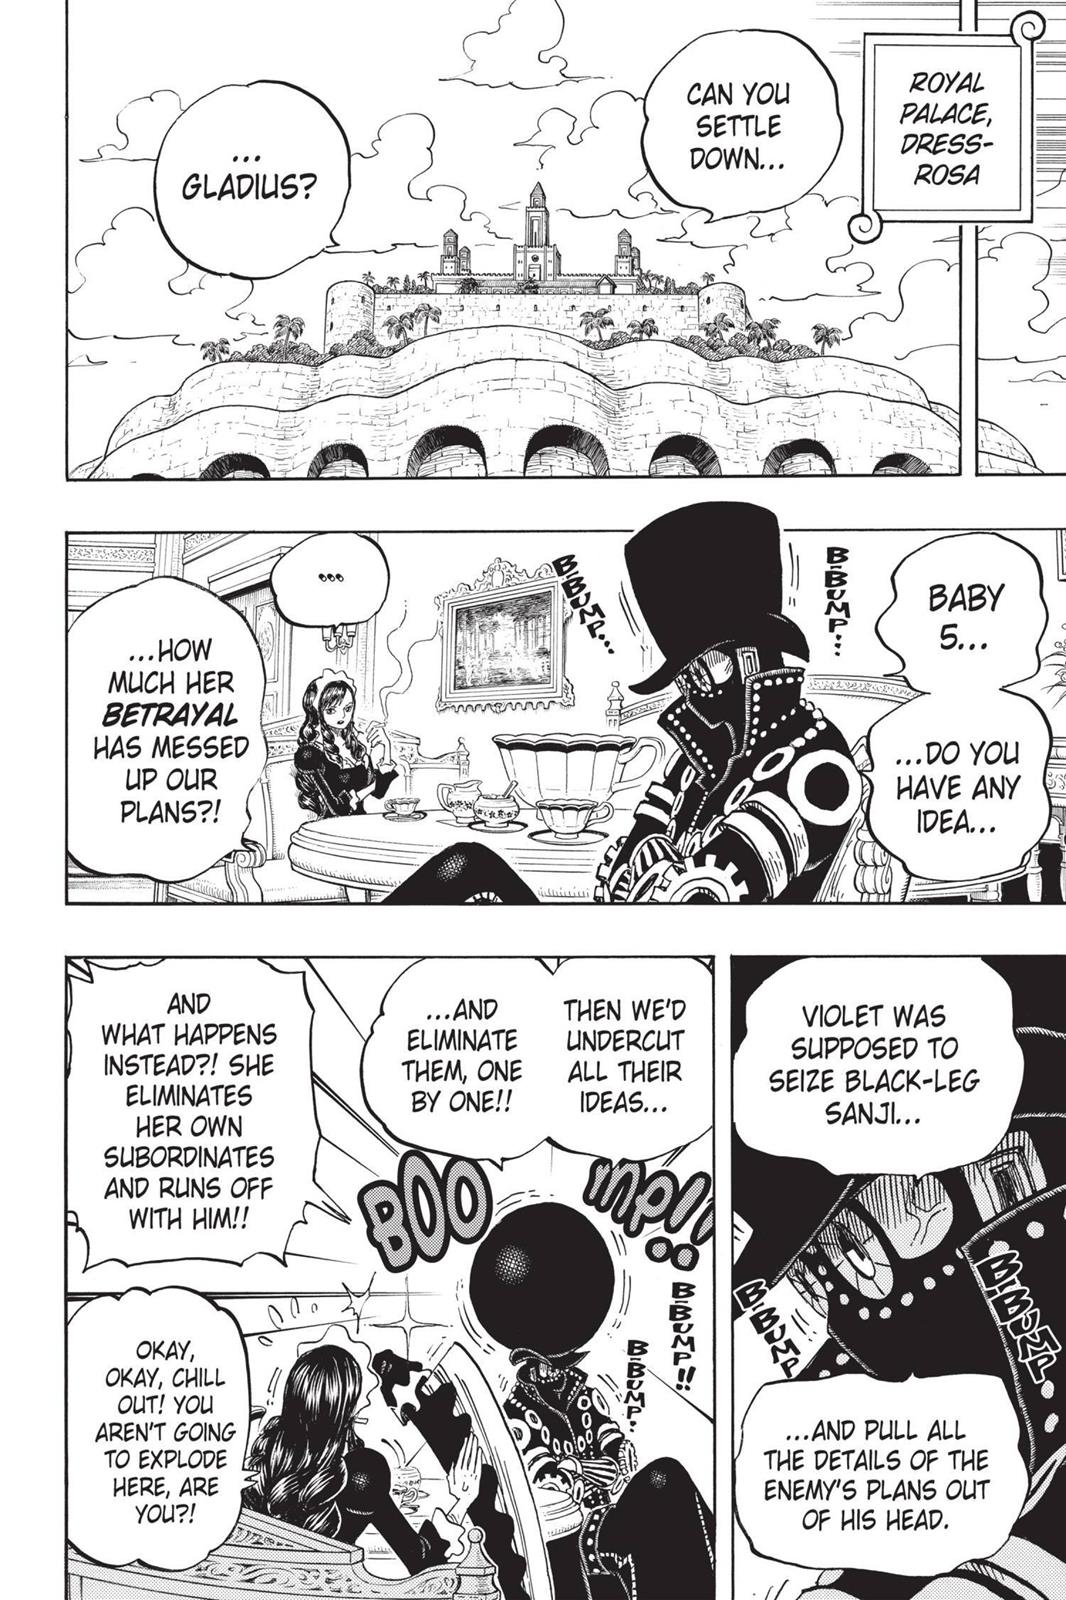 ROYAL
PALACE,
DRESS-
ROSA
CAN YOU
SETTLE
DOWN...
...
GLADIUS?
BABY
5...
...DO YOU
HAVE ANY
IDEA...
B-BUMP...
B-BUMP...
...
...HOW
MUCH HER
BETRAYAL
HAS MESSED
UP OUR
PLANS?!
VIOLET WAS
SUPPOSED TO
SEIZE BLACK-LEG
SANJI...
B-BUMP
B-BUMP
...AND PULL ALL
THE DETAILS OF THE
ENEMY'S PLANS OUT
OF HIS HEAD.
THEN WE'D
UNDERCUT
ALL THEIR
IDEAS...
...AND
ELIMINATE
THEM, ONE
BY ONE!!
AND
WHAT HAPPENS
INSTEAD?! SHE
ELIMINATES
HER OWN
SUBORDINATES
AND RUNS OFF
WITH HIM!!
BOO
MP!!
B-BUMP!!
B-BUMP.
OKAY,
OKAY, CHILL
OUT! YOU
AREN'T GOING
TO EXPLODE
HERE, ARE
YOU?!